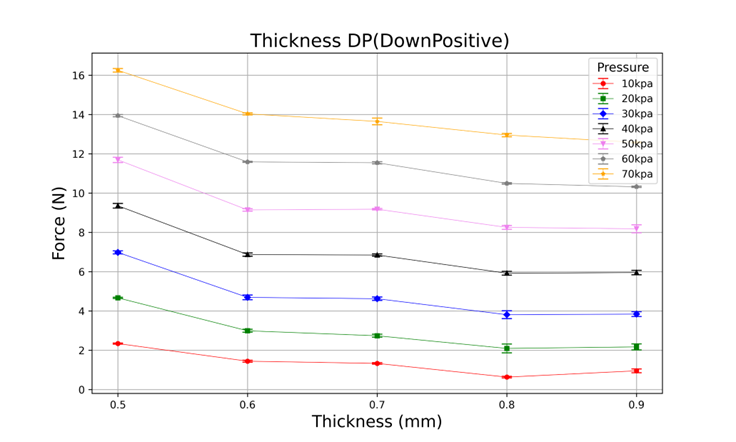 Thickness DP(DownPositive)
Pressure
10kpa
20kpa
30kpa
40kpa
50kpa
60kpa
70kpa
16
14
12
10
8
6
4
2
0
Force (N)
0.5 0.6 0.7 0.8 0.9
Thickness (mm)